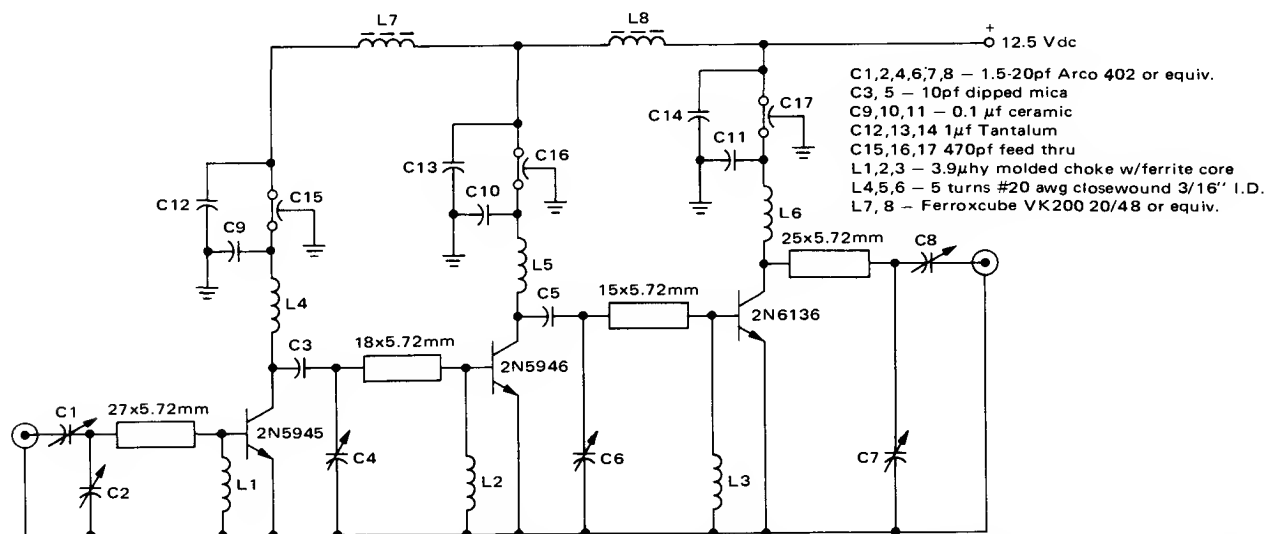 L7
L8
+
12.5 Vdc
C1,2,4,6,7,8 – 1.5-20pf Arco 402 or equiv.
C3, 5 – 10pf dipped mica
C9,10,11 – 0.1 μf ceramic
C12,13,14 1μf Tantalum
C15,16,17 470pf feed thru
L1,2,3 – 3.9μhy molded choke w/ferrite core
L4,5,6 – 5 turns #20 awg closewound 3/16" I.D.
L7, 8 – Ferroxcube VK200 20/48 or equiv.
C14
C17
C11
C13
C16
C10
C12
C15
C9
L6
25x5.72mm
C8
L5
C5
15x5.72mm
2N6136
L4
C3
18x5.72mm
2N5946
C1
27x5.72mm
2N5945
C2
L1
C4
L2
C6
L3
C7